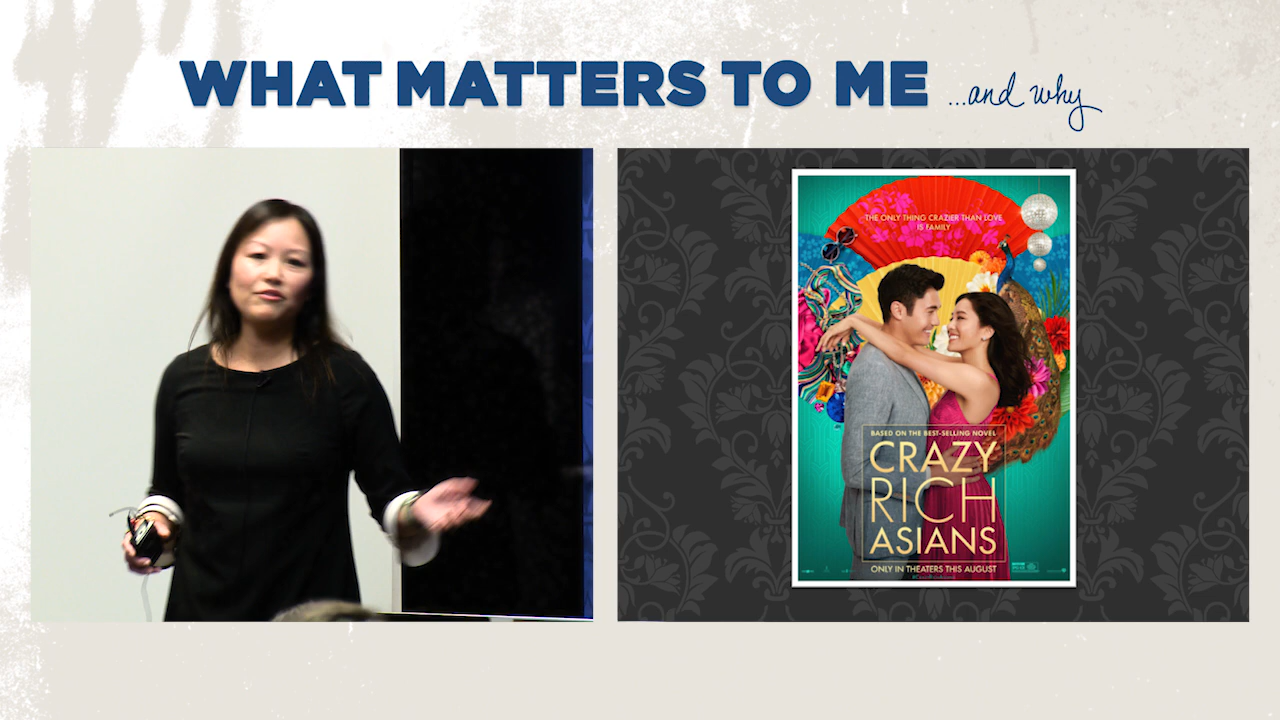 WHAT MATTERS TO ME ...and why
THE ONLY THING CRAZIER THAN LOVE
IS FAMILY
BASED ON THE BEST-SELLING NOVEL
CRAZY
RICH
ASIANS
ONLY IN THEATERS THIS AUGUST